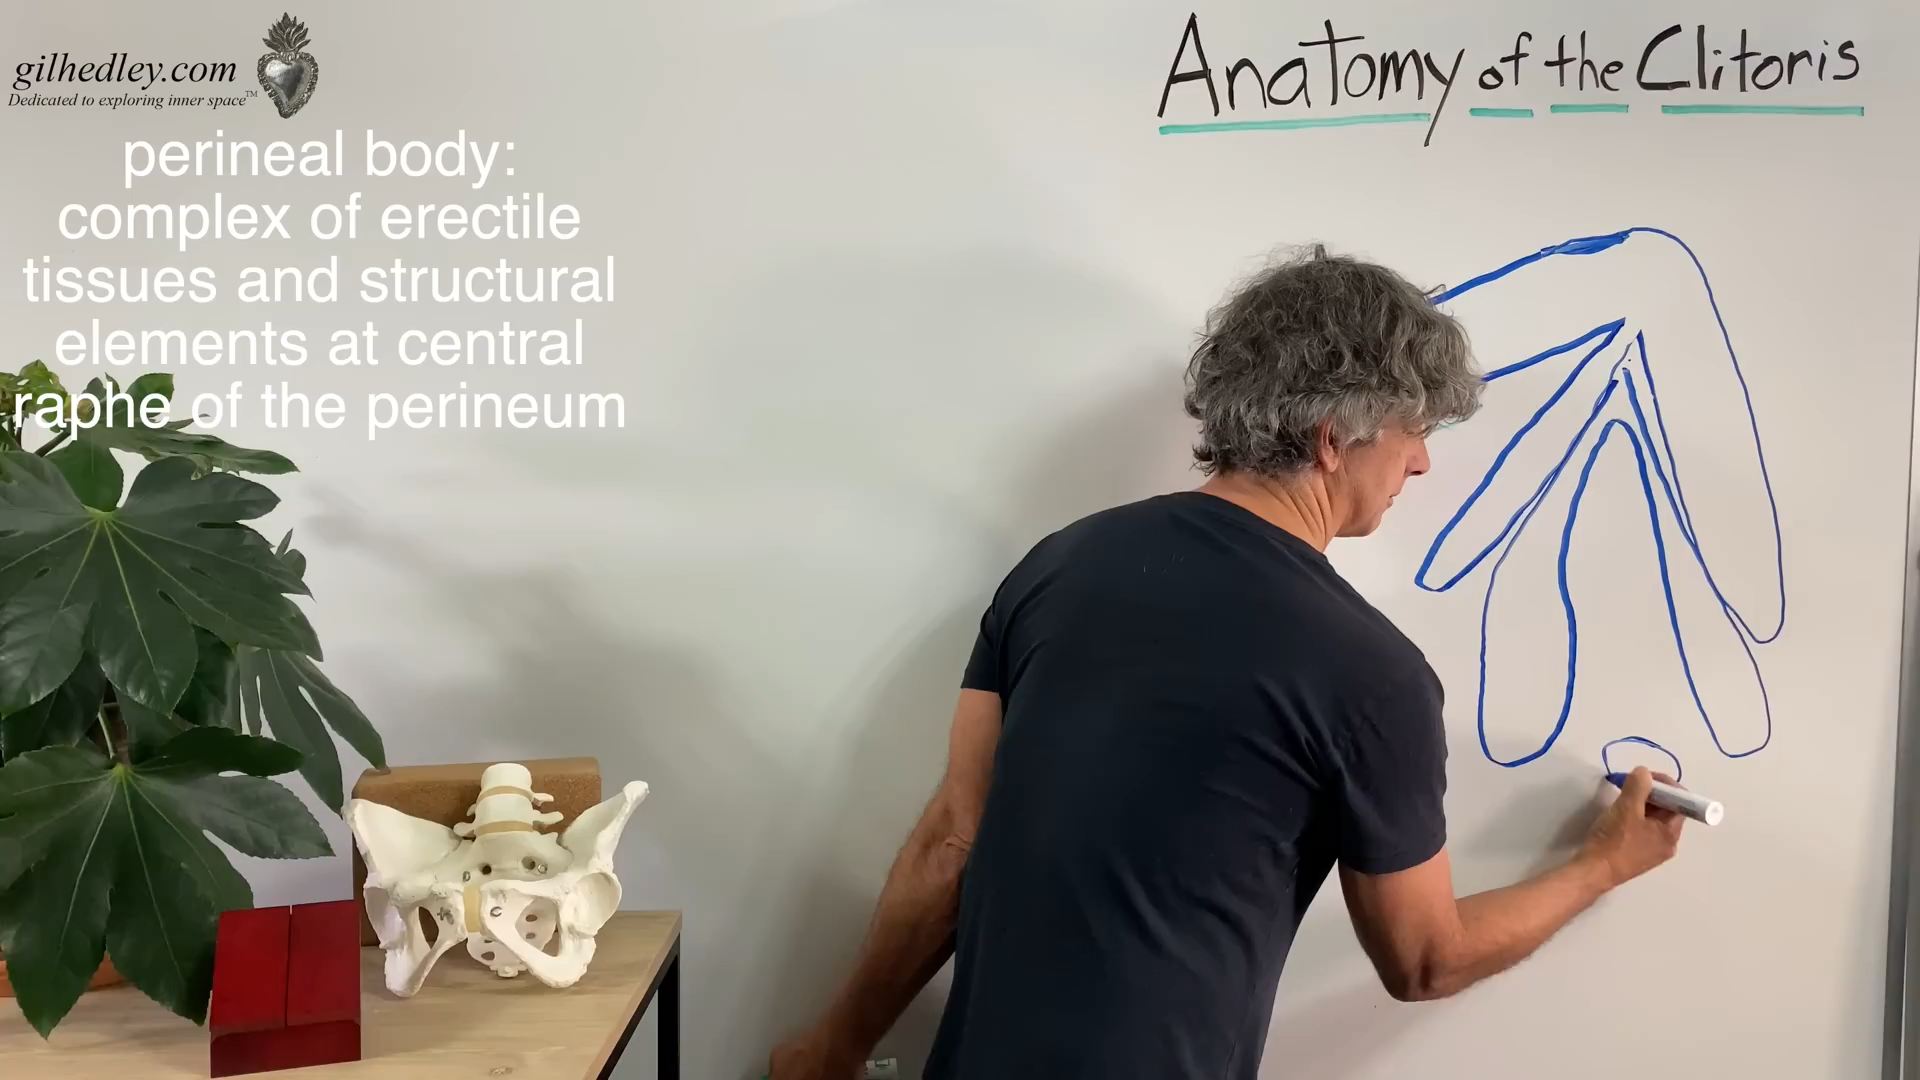 gilhedley.com
Dedicated to exploring inner space™
perineal body:
complex of erectile
tissues and structural
elements at central
raphe of the perineum
Anatomy of the Clitoris